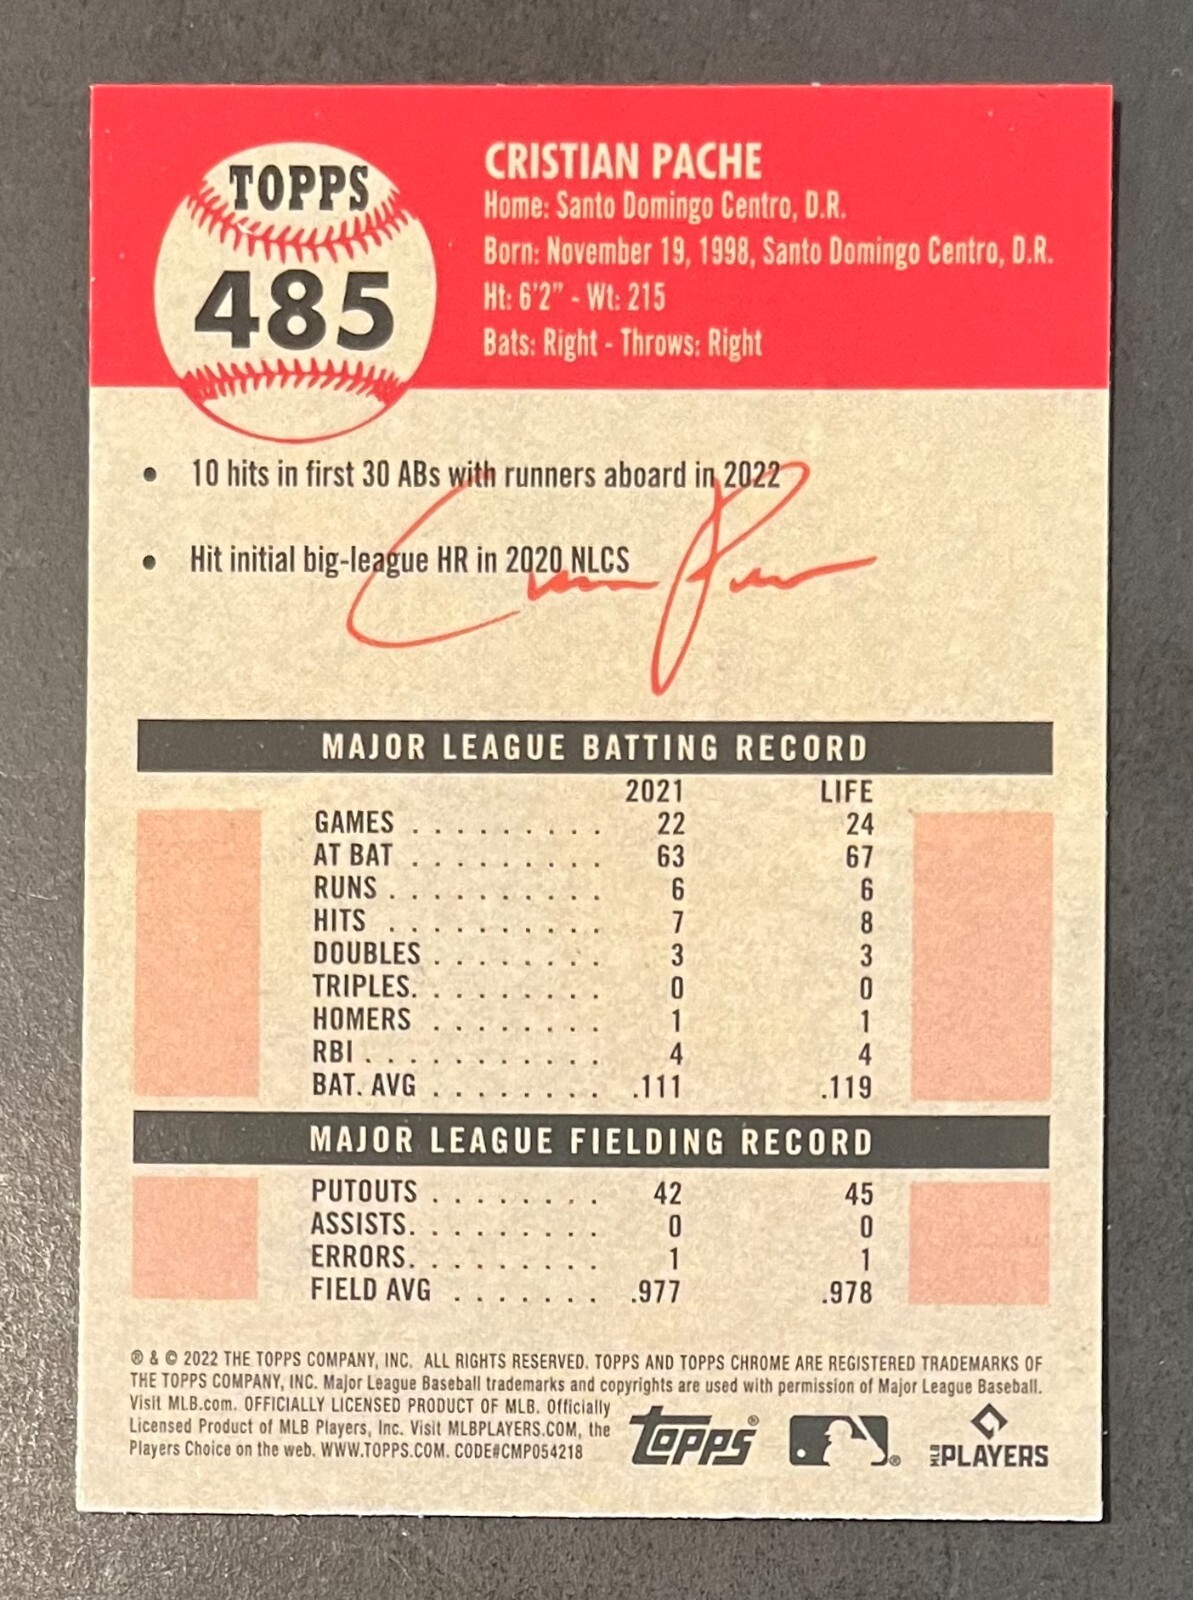 TOPPS
485
CRISTIAN PACHE
Home: Santo Domingo Centro, D.R.
Born: November 19, 1998, Santo Domingo Centro, D.R.
Ht: 6'2" - Wt: 215
Bats: Right - Throws: Right
• 10 hits in first 30 ABs with runners aboard in 2022
• Hit initial big-league HR in 2020 NLCS
MAJOR LEAGUE BATTING RECORD
2021 LIFE
GAMES . . . . . . . . . 22 24
AT BAT . . . . . . . . . 63 67
RUNS . . . . . . . . . . 6 6
HITS . . . . . . . . . . 7 8
DOUBLES . . . . . . . . 3 3
TRIPLES. . . . . . . . . 0 0
HOMERS . . . . . . . . 1 1
RBI . . . . . . . . . . . 4 4
BAT. AVG . . . . . . . . .111 .119
MAJOR LEAGUE FIELDING RECORD
PUTOUTS . . . . . . . . 42 45
ASSISTS. . . . . . . . . 0 0
ERRORS. . . . . . . . . 1 1
FIELD AVG . . . . . . . .977 .978
® & © 2022 THE TOPPS COMPANY, INC. ALL RIGHTS RESERVED. TOPPS AND TOPPS CHROME ARE REGISTERED TRADEMARKS OF
THE TOPPS COMPANY, INC. Major League Baseball trademarks and copyrights are used with permission of Major League Baseball.
Visit MLB.com. OFFICIALLY LICENSED PRODUCT OF MLB. Officially
Licensed Product of MLB Players, Inc. Visit MLBPLAYERS.COM, the
Players Choice on the web. WWW.TOPPS.COM. CODE#CMP054218
Topps®
®
MLB PLAYERS